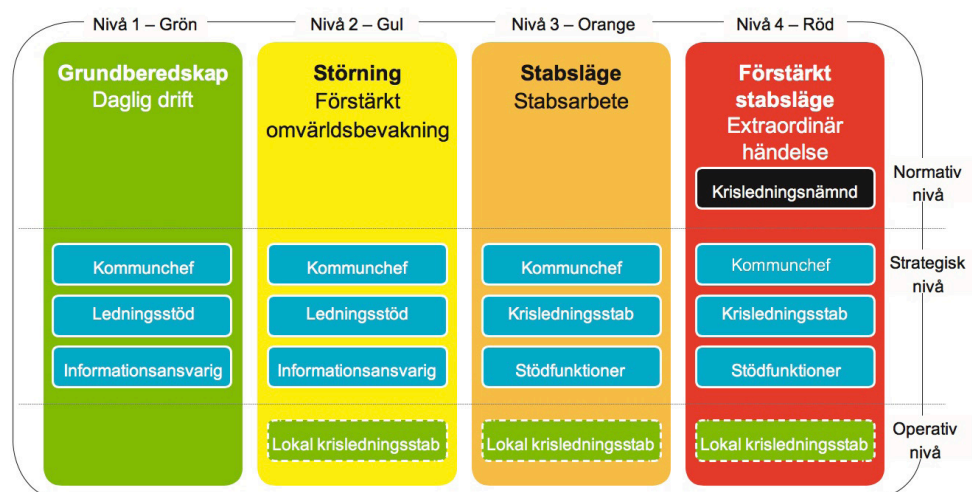 Nivå 1 – Grön
Nivå 2 – Gul
Nivå 3 – Orange
Nivå 4 – Röd
Grundberedskap
Daglig drift
Störning
Förstärkt
omvärldsbevakning
Stabsläge
Stabsarbete
Förstärkt
stabsläge
Extraordinär
händelse
Krisledningsnämnd
Normativ
nivå
Kommunchef
Kommunchef
Kommunchef
Kommunchef
Strategisk
nivå
Ledningsstöd
Ledningsstöd
Krisledningsstab
Krisledningsstab
Informationsansvarig
Informationsansvarig
Stödfunktioner
Stödfunktioner
Lokal krisledningsstab
Lokal krisledningsstab
Lokal krisledningsstab
Operativ
nivå